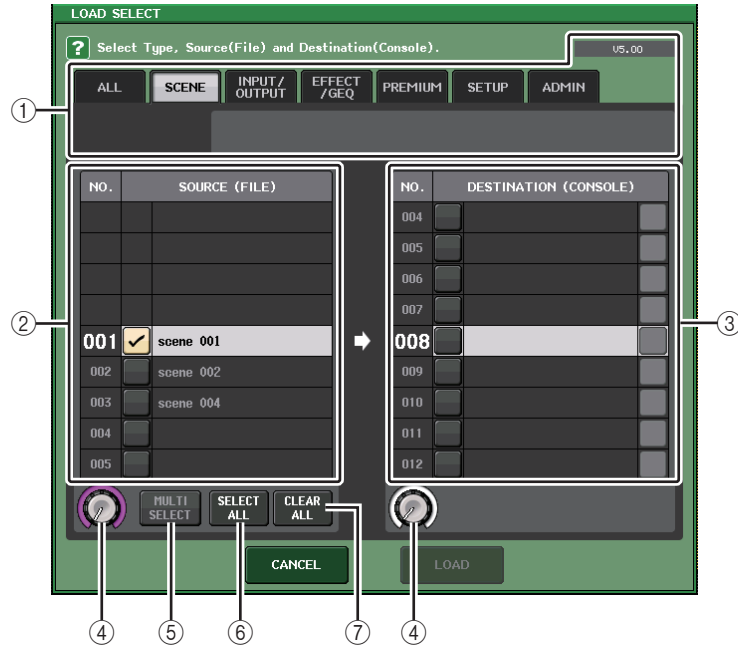 LOAD SELECT
? Select Type, Source(File) and Destination(Console).
V5.00
ALL SCENE INPUT/ OUTPUT EFFECT /GEQ PREMIUM SETUP ADMIN
①
NO. SOURCE (FILE)
NO. DESTINATION (CONSOLE)
004
005
006
007
②
001 scene 001
008
③
002 scene 002
009
003 scene 004
010
004
011
005
012
MULTI SELECT
SELECT ALL
CLEAR ALL
CANCEL
LOAD
④ ⑤ ⑥ ⑦ ④